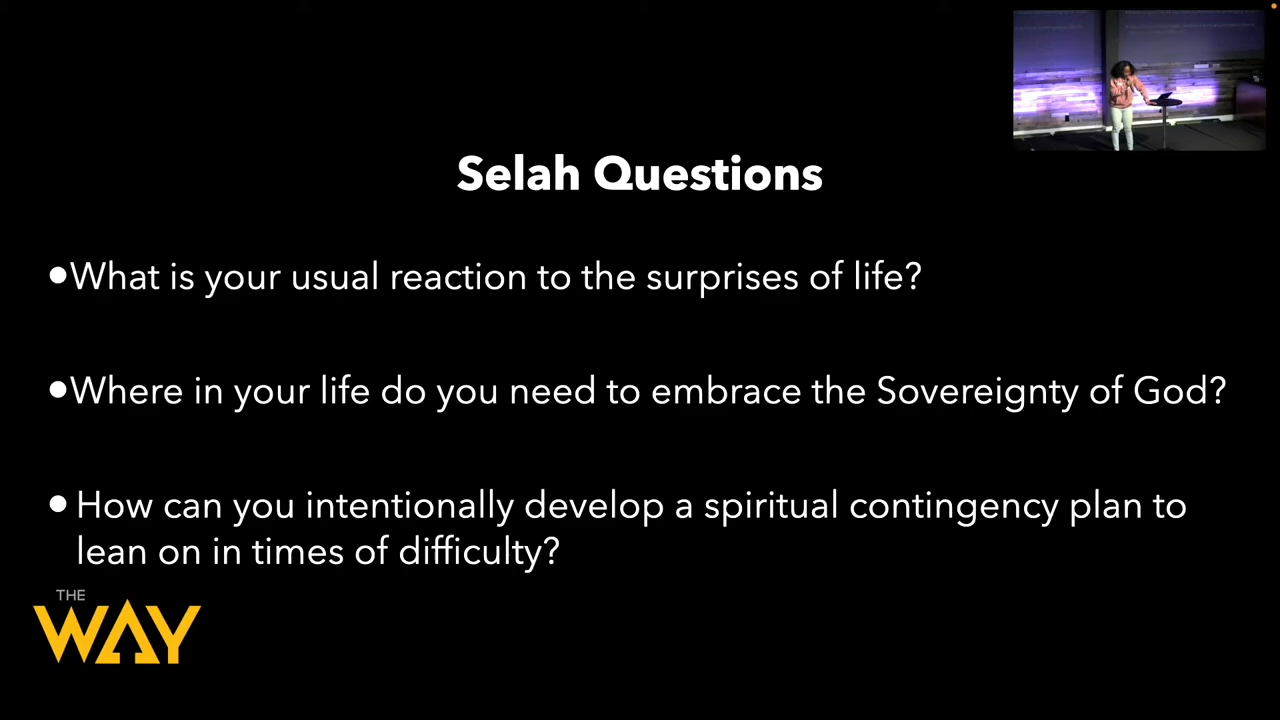 Selah Questions
•What is your usual reaction to the surprises of life?
•Where in your life do you need to embrace the Sovereignty of God?
• How can you intentionally develop a spiritual contingency plan to
lean on in times of difficulty?
THE
WAY